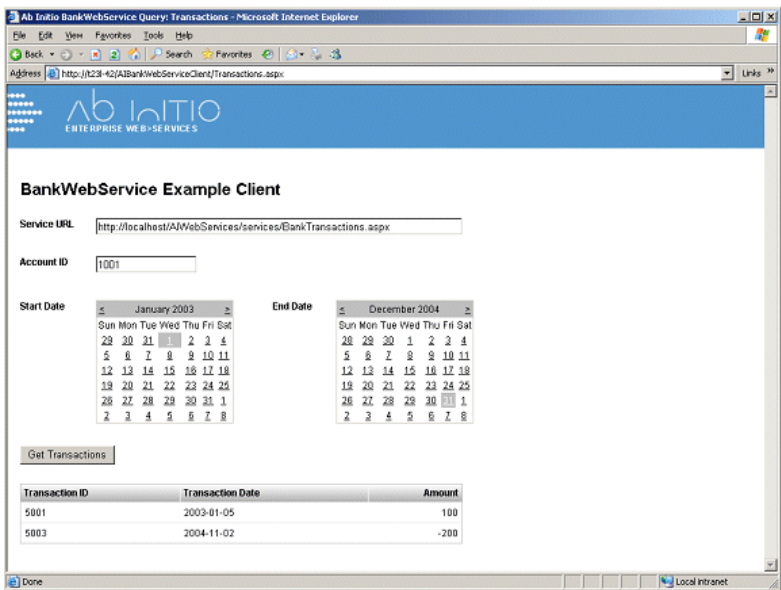 Ab Initio BankWebService Query: Transactions - Microsoft Internet Explorer
File Edit View Favorites Tools Help
Back Search Favorites
Address http://t23l-42/AIBankWebServiceClient/Transactions.aspx Links »
Ab InITIO
ENTERPRISE WEB>SERVICES
BankWebService Example Client
Service URL http://localhost/AIWebServices/services/BankTransactions.aspx
Account ID 1001
Start Date < January 2003 > End Date < December 2004 >
Sun Mon Tue Wed Thu Fri Sat Sun Mon Tue Wed Thu Fri Sat
29 30 31 1 2 3 4 28 29 30 1 2 3 4
5 6 7 8 9 10 11 5 6 7 8 9 10 11
12 13 14 15 16 17 18 12 13 14 15 16 17 18
19 20 21 22 23 24 25 19 20 21 22 23 24 25
26 27 28 29 30 31 1 26 27 28 29 30 31 1
2 3 4 5 6 7 8 2 3 4 5 6 7 8
Get Transactions
Transaction ID Transaction Date Amount
5001 2003-01-05 100
5003 2004-11-02 -200
Done Local intranet